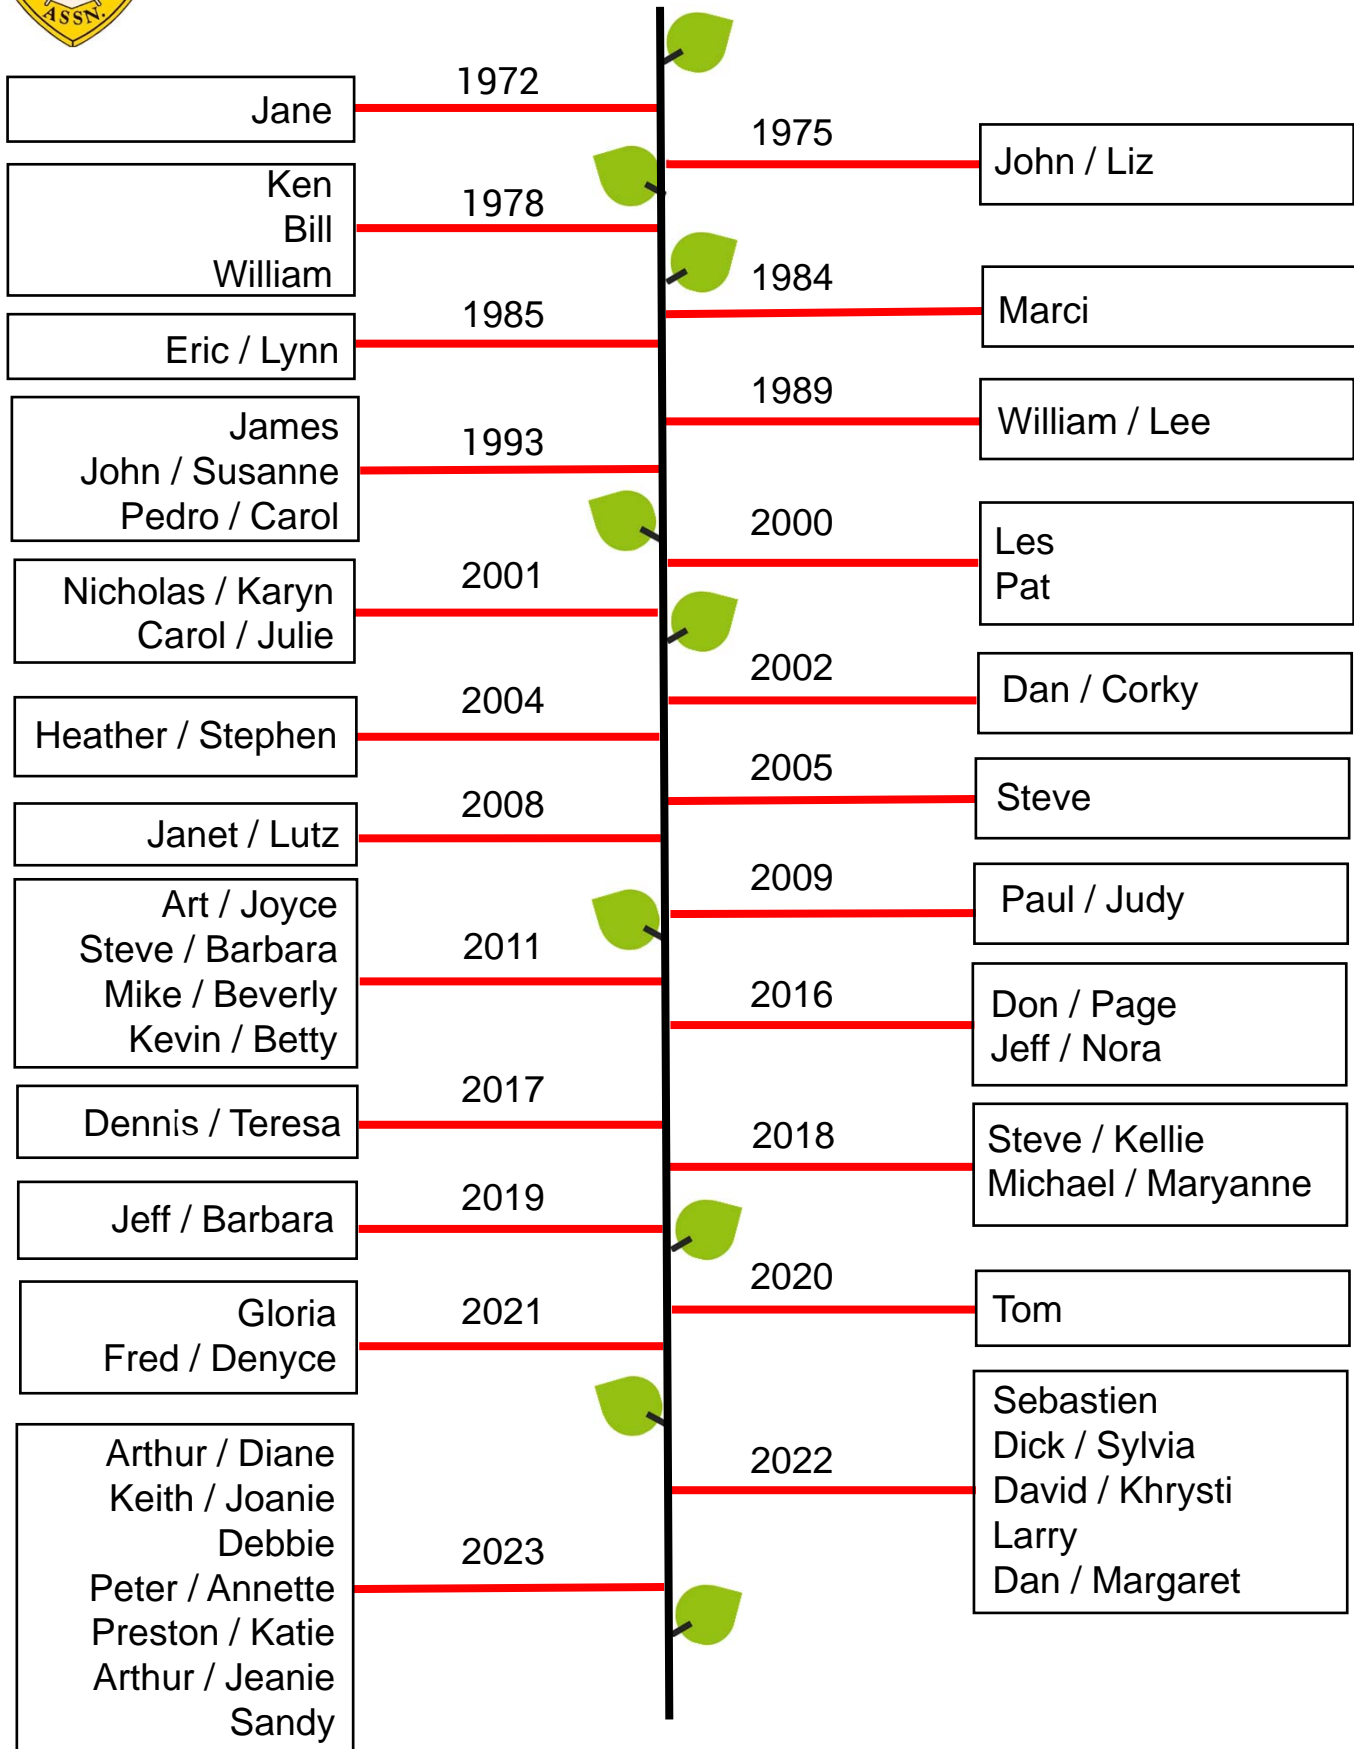 ASSN.
1972
Jane
1975
John / Liz
1978
Ken
Bill
William
1984
Marci
1985
Eric / Lynn
1989
William / Lee
1993
James
John / Susanne
Pedro / Carol
2000
Les
Pat
2001
Nicholas / Karyn
Carol / Julie
2002
Dan / Corky
2004
Heather / Stephen
2005
Steve
2008
Janet / Lutz
2009
Paul / Judy
2011
Art / Joyce
Steve / Barbara
Mike / Beverly
Kevin / Betty
2016
Don / Page
Jeff / Nora
2017
Dennis / Teresa
2018
Steve / Kellie
Michael / Maryanne
2019
Jeff / Barbara
2020
Tom
2021
Gloria
Fred / Denyce
2022
Sebastien
Dick / Sylvia
David / Khrysti
Larry
Dan / Margaret
2023
Arthur / Diane
Keith / Joanie
Debbie
Peter / Annette
Preston / Katie
Arthur / Jeanie
Sandy